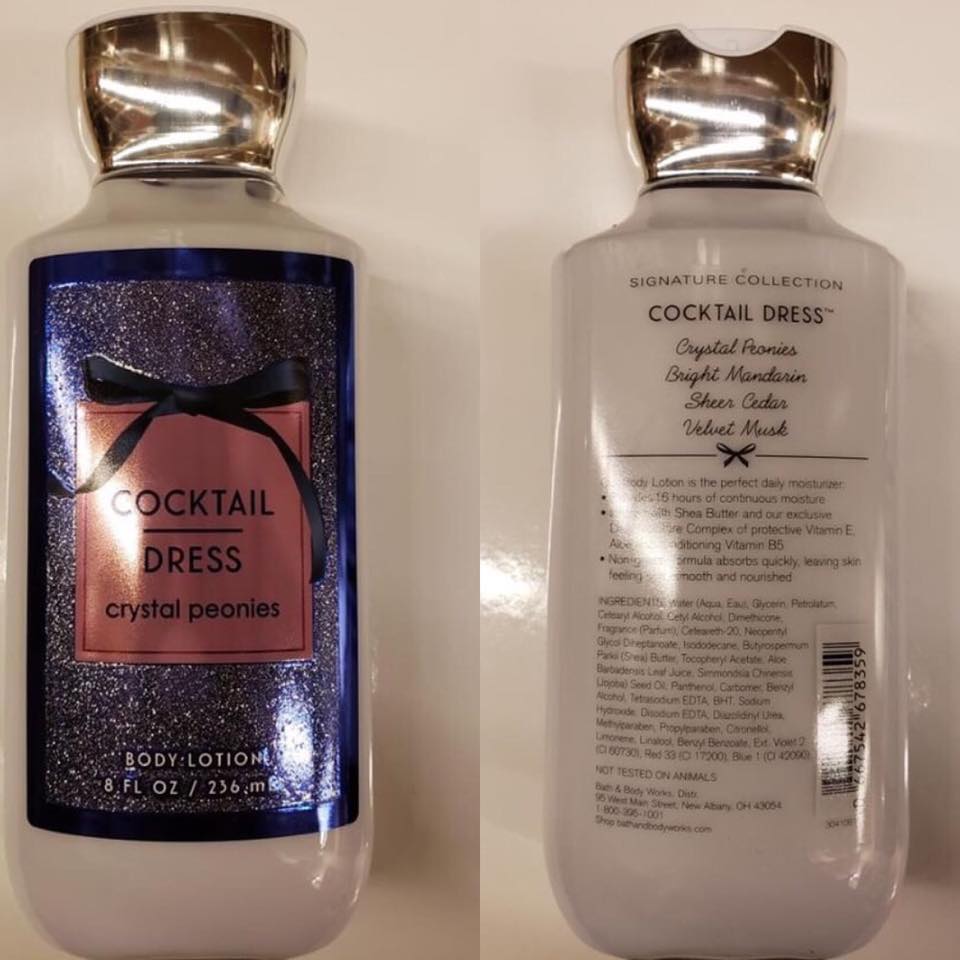 COCKTAIL
DRESS
crystal peonies
BODY LOTION
8 FL OZ / 236 mL
SIGNATURE COLLECTION
COCKTAIL DRESS™
Crystal Peonies
Bright Mandarin
Sheer Cedar
Velvet Musk
Body Lotion is the perfect daily moisturizer:
• 16 hours of continuous moisture
• with Shea Butter and our exclusive
Complex of protective Vitamin E,
Vitamin B5
• formula absorbs quickly, leaving skin
feeling smooth and nourished
INGREDIENTS: Water (Aqua, Eau), Glycerin, Petrolatum,
Cetearyl Alcohol, Cetyl Alcohol, Dimethicone,
Fragrance (Parfum), Ceteareth-20, Neopentyl
Glycol Diheptanoate, Isododecane, Butyrospermum
Parkii (Shea) Butter, Tocopheryl Acetate, Aloe
Barbadensis Leaf Juice, Simmondsia Chinensis
(Jojoba) Seed Oil, Panthenol, Carbomer, Benzyl
Alcohol, Tetrasodium EDTA, BHT, Sodium
Hydroxide, Disodium EDTA, Diazolidinyl Urea,
Methylparaben, Propylparaben, Citronellol,
Limonene, Linalool, Benzyl Benzoate, Ext. Violet 2
(CI 60730), Red 33 (CI 17200), Blue 1 (CI 42090)
NOT TESTED ON ANIMALS
Bath & Body Works, Distr.
95 West Main Street, New Albany, OH 43054
1-800-395-1001
Shop bathandbodyworks.com
0 667542 678359